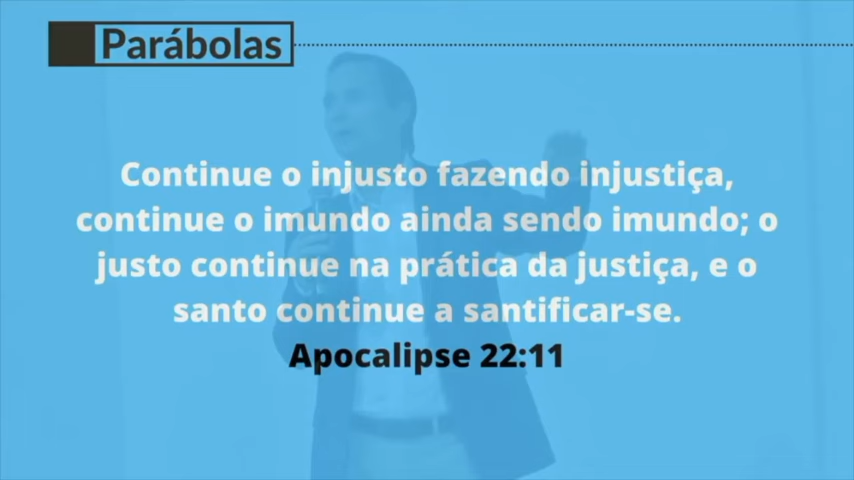 Parábolas
Continue o injusto fazendo injustiça,
continue o imundo ainda sendo imundo; o
justo continue na prática da justiça, e o
santo continue a santificar-se.
Apocalipse 22:11